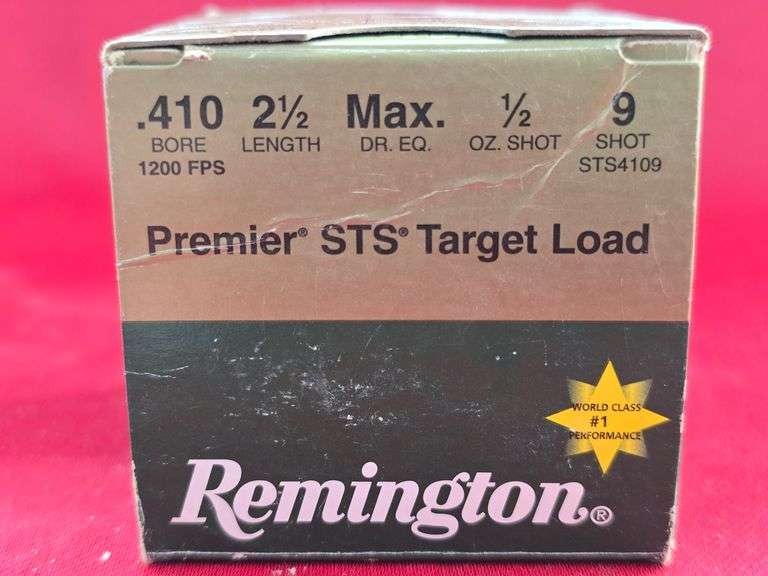 .410 2½ Max. ½ 9
BORE LENGTH DR. EQ. OZ. SHOT SHOT
1200 FPS STS4109
Premier® STS® Target Load
WORLD CLASS
#1
PERFORMANCE
Remington®